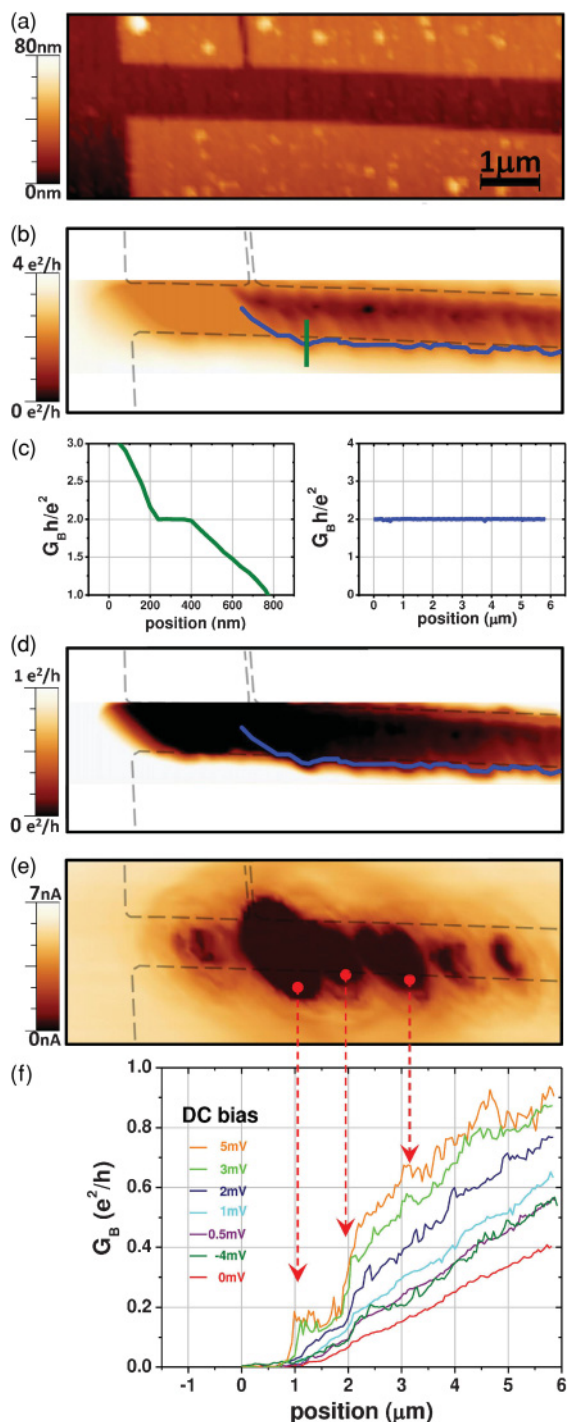 (a)
80nm
0nm
1μm
(b)
4 e²/h
0 e²/h
(c)
G_B h/e²
3.0
2.5
2.0
1.5
1.0
0 200 400 600 800
position (nm)
G_B h/e²
4
3
2
1
0
0 1 2 3 4 5 6
position (μm)
(d)
1 e²/h
0 e²/h
(e)
7nA
0nA
(f)
G_B (e²/h)
1.0
0.8
0.6
0.4
0.2
0.0
DC bias
5mV
3mV
2mV
1mV
0.5mV
-4mV
0mV
-1 0 1 2 3 4 5 6
position (μm)